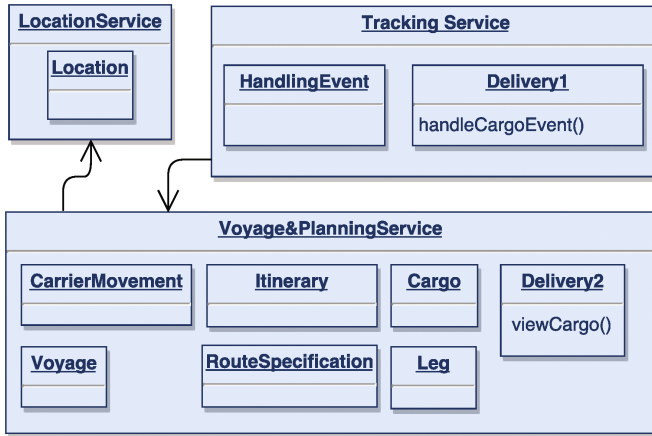 LocationService
Location
Tracking Service
HandlingEvent
Delivery1
handleCargoEvent()
Voyage&PlanningService
CarrierMovement
Itinerary
Cargo
Delivery2
viewCargo()
Voyage
RouteSpecification
Leg